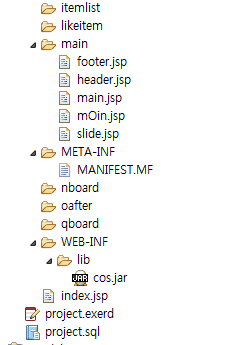 itemlist
likeitem
main
footer.jsp
header.jsp
main.jsp
mOin.jsp
slide.jsp
META-INF
MANIFEST.MF
nboard
oafter
qboard
WEB-INF
lib
cos.jar
index.jsp
project.exerd
project.sql